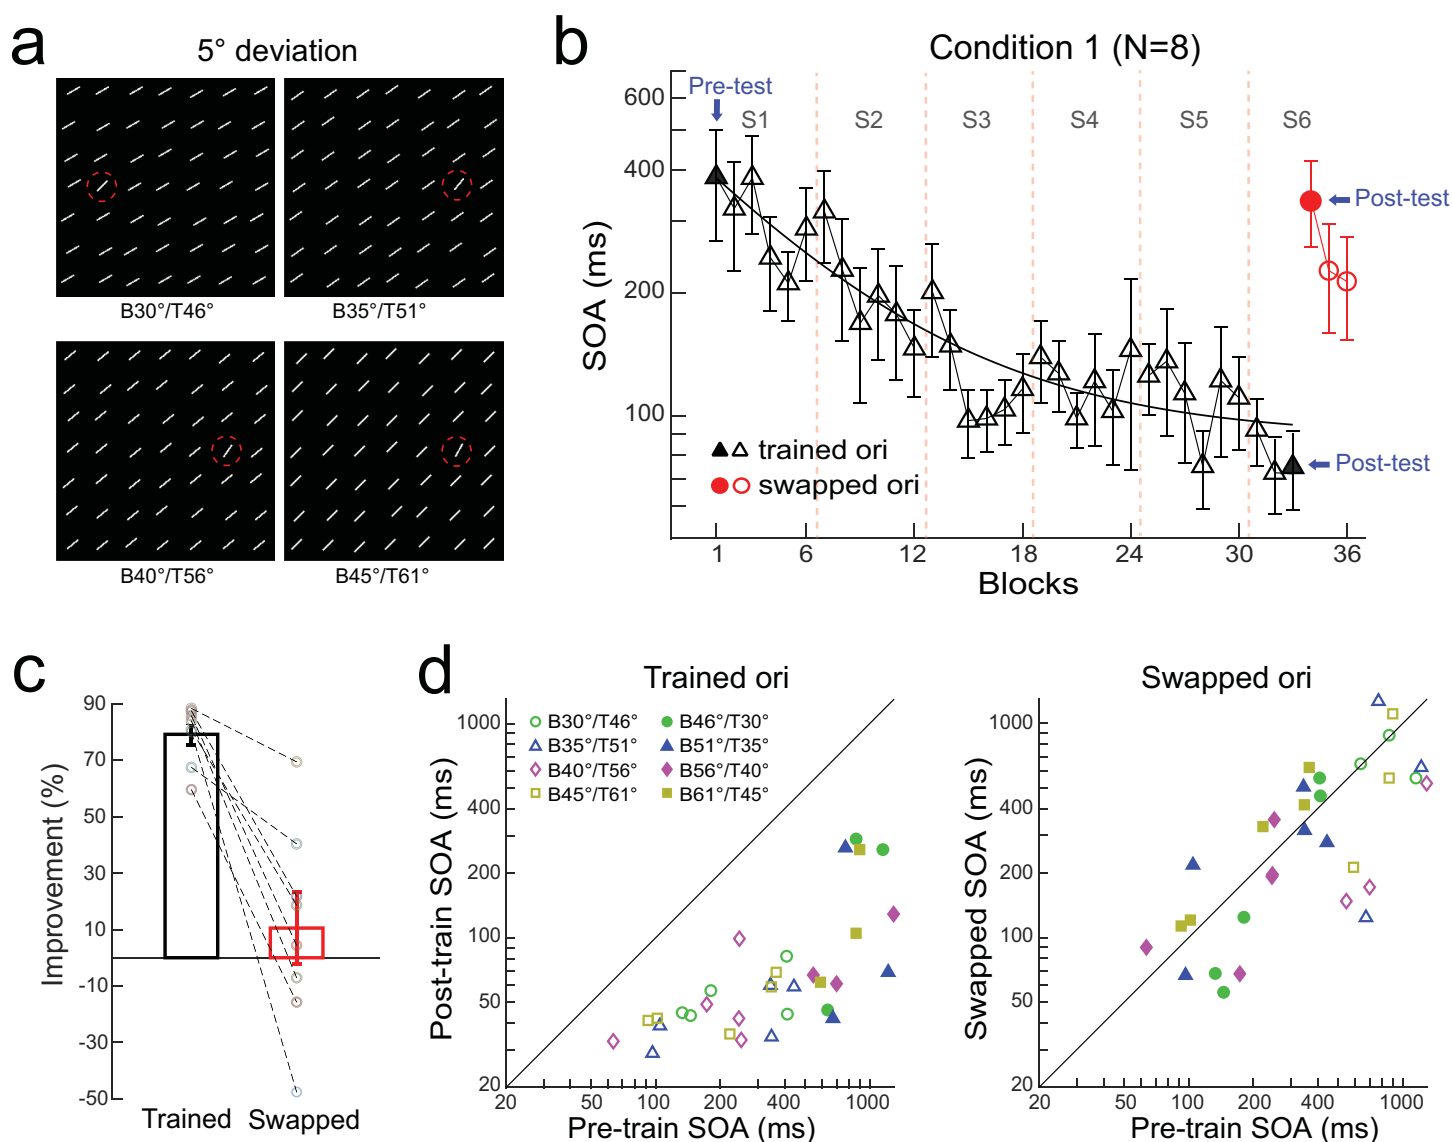 a
5° deviation
B30°/T46°
B35°/T51°
B40°/T56°
B45°/T61°
b
Condition 1 (N=8)
Pre-test
S1
S2
S3
S4
S5
S6
600
400
200
100
SOA (ms)
Post-test
Post-test
trained ori
swapped ori
1
6
12
18
24
30
36
Blocks
c
90
70
50
30
10
-10
-30
-50
Improvement (%)
Trained
Swapped
d
Trained ori
B30°/T46°
B46°/T30°
B35°/T51°
B51°/T35°
B40°/T56°
B56°/T40°
B45°/T61°
B61°/T45°
1000
400
200
100
50
20
Post-train SOA (ms)
20
50
100
200
400
1000
Pre-train SOA (ms)
Swapped ori
1000
400
200
100
50
20
Swapped SOA (ms)
20
50
100
200
400
1000
Pre-train SOA (ms)